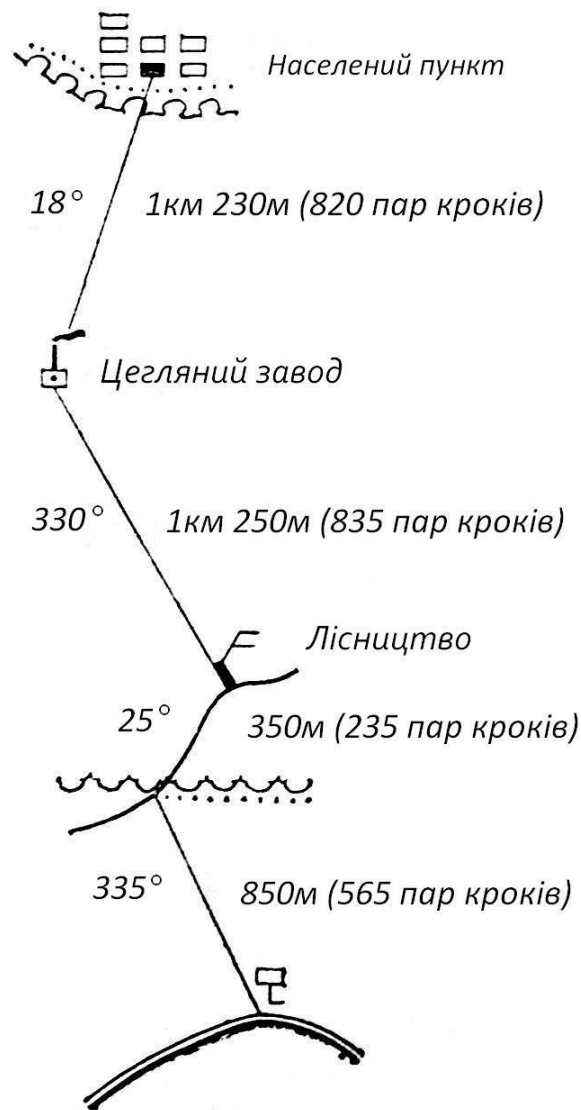 Населений пункт
18° 1км 230м (820 пар кроків)
Цегляний завод
330° 1км 250м (835 пар кроків)
Лісництво
25° 350м (235 пар кроків)
335° 850м (565 пар кроків)